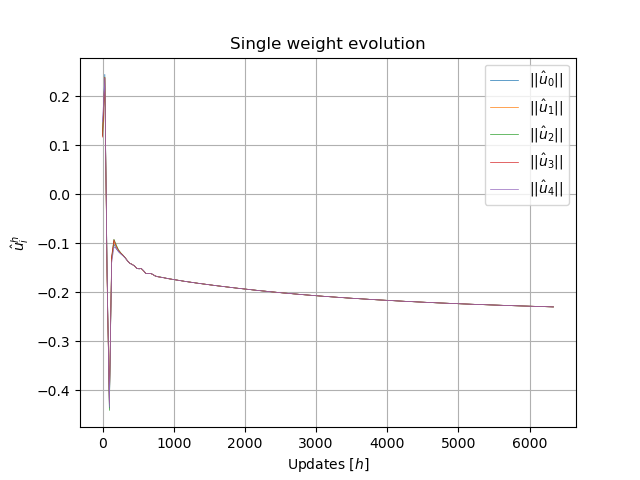 Single weight evolution
0.2
0.1
0.0
−0.1
−0.2
−0.3
−0.4
û_i^h
||û_0||
||û_1||
||û_2||
||û_3||
||û_4||
0 1000 2000 3000 4000 5000 6000
Updates [h]